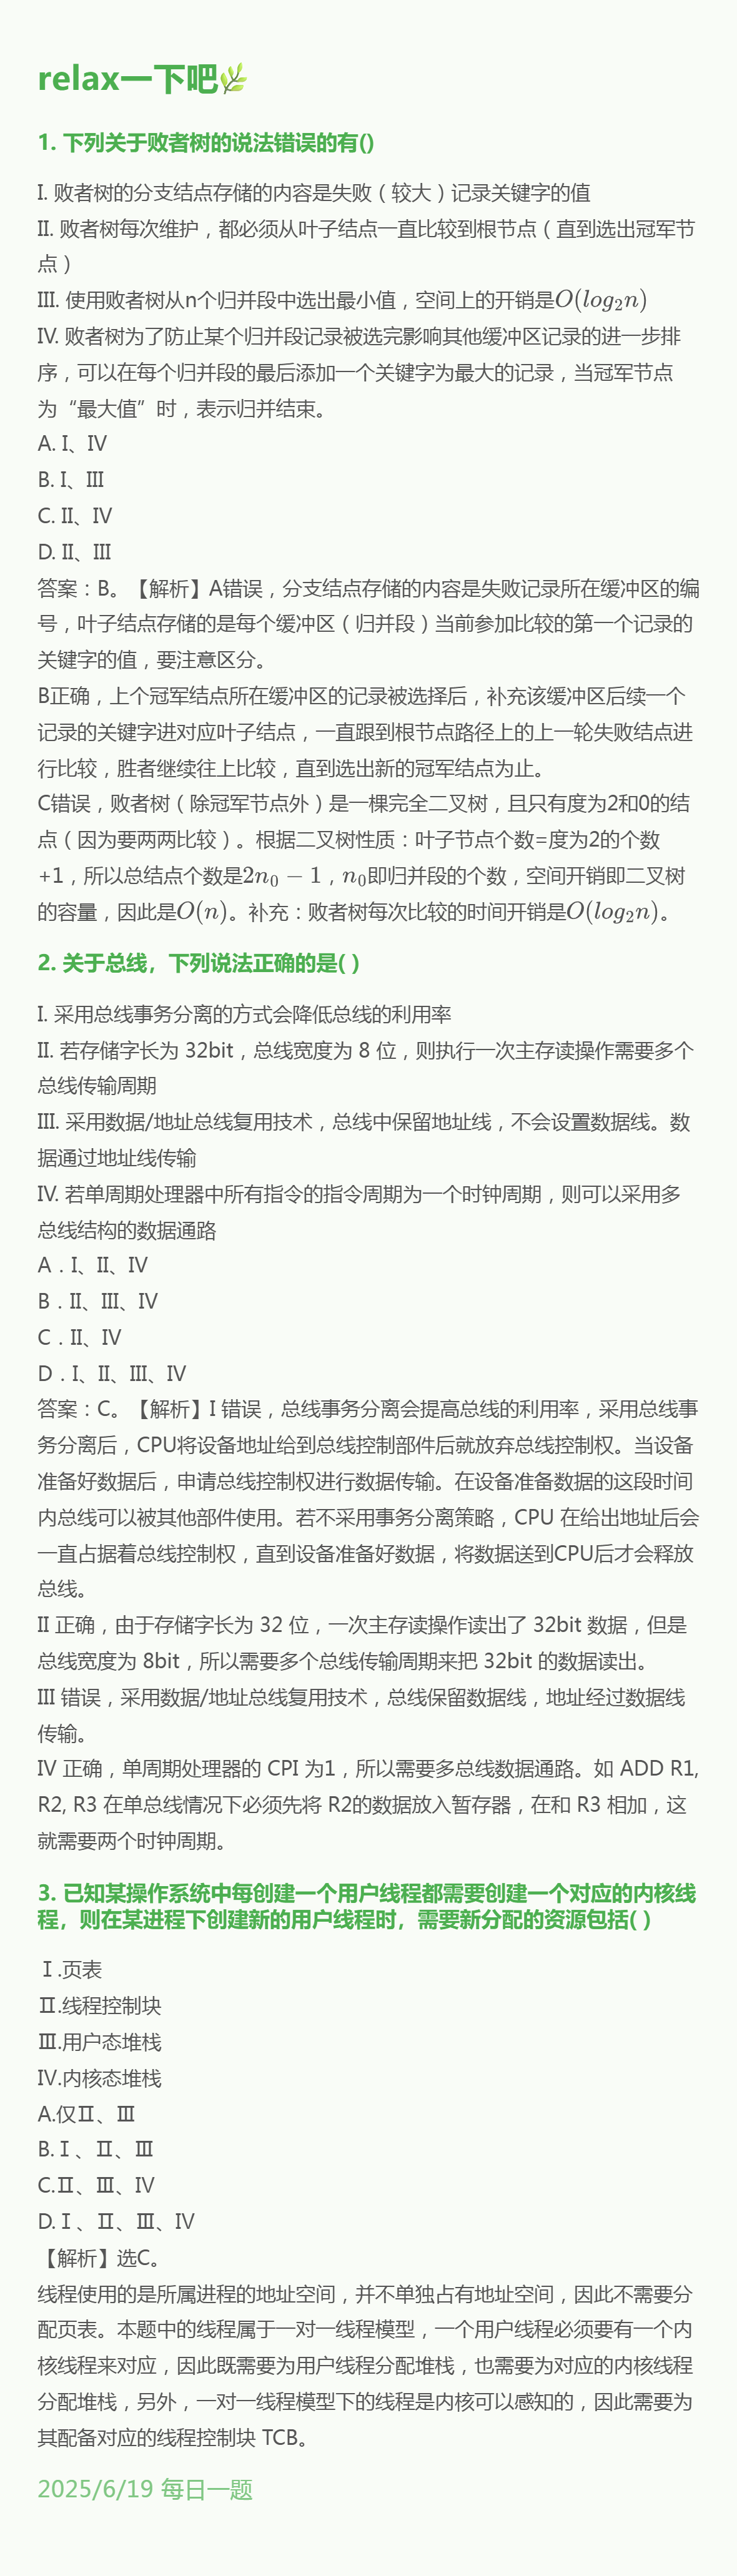 relax一下吧🌿
1. 下列关于败者树的说法错误的有()
I. 败者树的分支结点存储的内容是失败（较大）记录关键字的值
II. 败者树每次维护，都必须从叶子结点一直比较到根节点（直到选出冠军节
点）
III. 使用败者树从n个归并段中选出最小值，空间上的开销是O(log₂n)
IV. 败者树为了防止某个归并段记录被选完影响其他缓冲区记录的进一步排
序，可以在每个归并段的最后添加一个关键字为最大的记录，当冠军节点
为“最大值”时，表示归并结束。
A. I、IV
B. I、III
C. II、IV
D. II、III
答案：B。【解析】A错误，分支结点存储的内容是失败记录所在缓冲区的编
号，叶子结点存储的是每个缓冲区（归并段）当前参加比较的第一个记录的
关键字的值，要注意区分。
B正确，上个冠军结点所在缓冲区的记录被选择后，补充该缓冲区后续一个
记录的关键字进对应叶子结点，一直跟到根节点路径上的上一轮失败结点进
行比较，胜者继续往上比较，直到选出新的冠军结点为止。
C错误，败者树（除冠军节点外）是一棵完全二叉树，且只有度为2和0的结
点（因为要两两比较）。根据二叉树性质：叶子节点个数=度为2的个数
+1，所以总结点个数是2n₀ − 1，n₀即归并段的个数，空间开销即二叉树
的容量，因此是O(n)。补充：败者树每次比较的时间开销是O(log₂n)。
2. 关于总线，下列说法正确的是( )
I. 采用总线事务分离的方式会降低总线的利用率
II. 若存储字长为 32bit，总线宽度为 8 位，则执行一次主存读操作需要多个
总线传输周期
III. 采用数据/地址总线复用技术，总线中保留地址线，不会设置数据线。数
据通过地址线传输
IV. 若单周期处理器中所有指令的指令周期为一个时钟周期，则可以采用多
总线结构的数据通路
A．I、II、IV
B．II、III、IV
C．II、IV
D．I、II、III、IV
答案：C。【解析】I 错误，总线事务分离会提高总线的利用率，采用总线事
务分离后，CPU将设备地址给到总线控制部件后就放弃总线控制权。当设备
准备好数据后，申请总线控制权进行数据传输。在设备准备数据的这段时间
内总线可以被其他部件使用。若不采用事务分离策略，CPU 在给出地址后会
一直占据着总线控制权，直到设备准备好数据，将数据送到CPU后才会释放
总线。
II 正确，由于存储字长为 32 位，一次主存读操作读出了 32bit 数据，但是
总线宽度为 8bit，所以需要多个总线传输周期来把 32bit 的数据读出。
III 错误，采用数据/地址总线复用技术，总线保留数据线，地址经过数据线
传输。
IV 正确，单周期处理器的 CPI 为1，所以需要多总线数据通路。如 ADD R1,
R2, R3 在单总线情况下必须先将 R2的数据放入暂存器，在和 R3 相加，这
就需要两个时钟周期。
3. 已知某操作系统中每创建一个用户线程都需要创建一个对应的内核线
程，则在某进程下创建新的用户线程时，需要新分配的资源包括( )
Ⅰ.页表
Ⅱ.线程控制块
Ⅲ.用户态堆栈
IV.内核态堆栈
A.仅Ⅱ、Ⅲ
B.Ⅰ、Ⅱ、Ⅲ
C.Ⅱ、Ⅲ、IV
D.Ⅰ、Ⅱ、Ⅲ、IV
【解析】选C。
线程使用的是所属进程的地址空间，并不单独占有地址空间，因此不需要分
配页表。本题中的线程属于一对一线程模型，一个用户线程必须要有一个内
核线程来对应，因此既需要为用户线程分配堆栈，也需要为对应的内核线程
分配堆栈，另外，一对一线程模型下的线程是内核可以感知的，因此需要为
其配备对应的线程控制块 TCB。
2025/6/19 每日一题